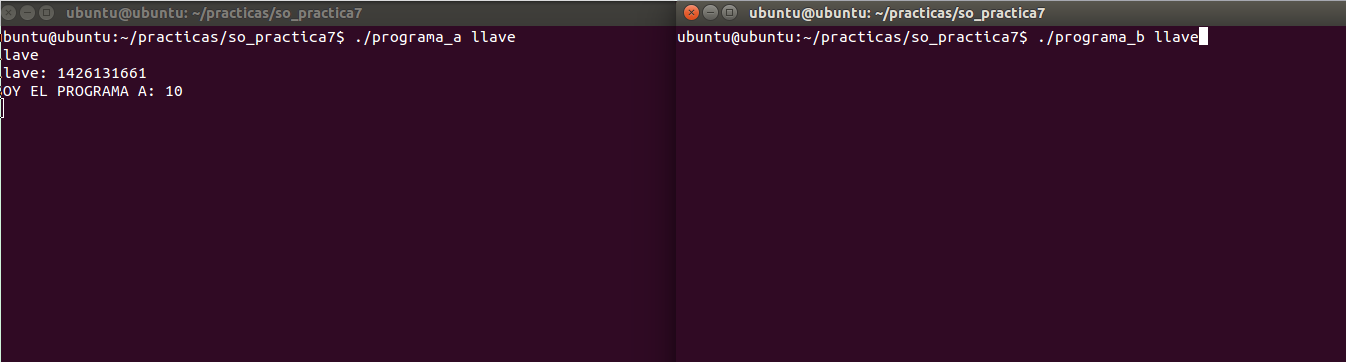 ubuntu@ubuntu: ~/practicas/so_practica7
buntu@ubuntu:~/practicas/so_practica7$ ./programa_a llave
lave
lave: 1426131661
OY EL PROGRAMA A: 10
ubuntu@ubuntu: ~/practicas/so_practica7
ubuntu@ubuntu:~/practicas/so_practica7$ ./programa_b llave